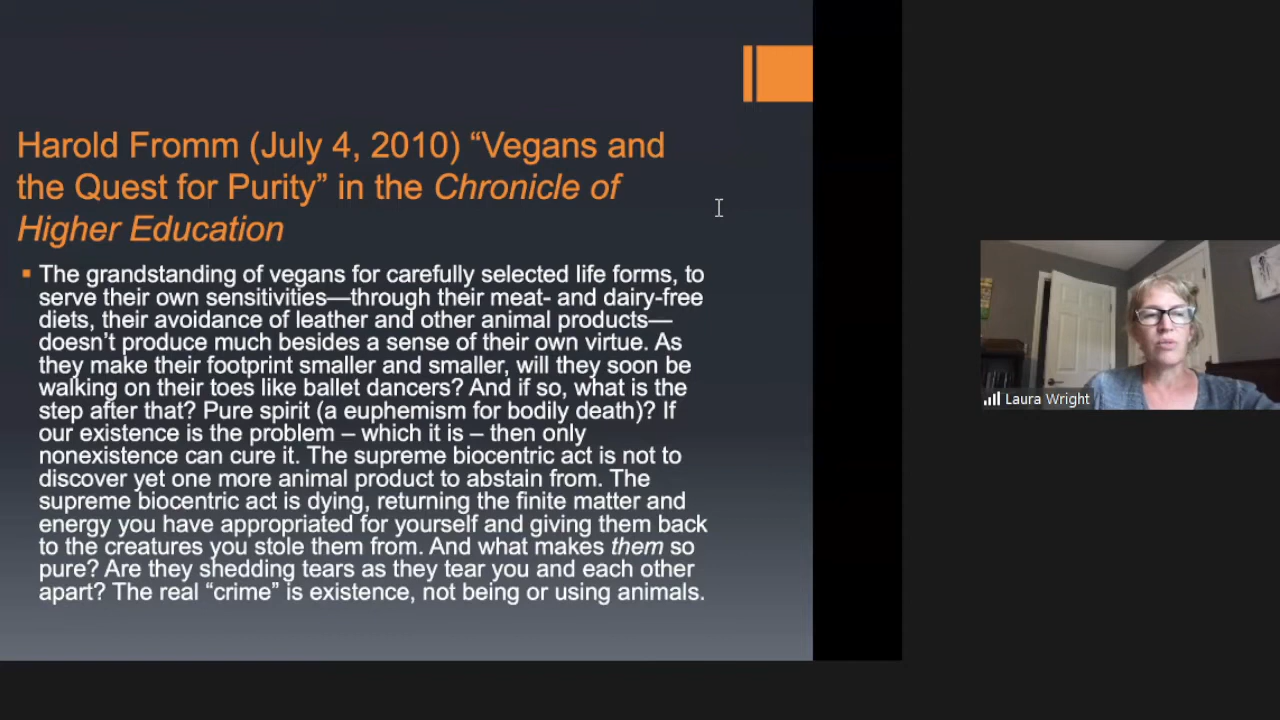 Harold Fromm (July 4, 2010) “Vegans and
the Quest for Purity” in the Chronicle of
Higher Education
The grandstanding of vegans for carefully selected life forms, to
serve their own sensitivities—through their meat- and dairy-free
diets, their avoidance of leather and other animal products—
doesn’t produce much besides a sense of their own virtue. As
they make their footprint smaller and smaller, will they soon be
walking on their toes like ballet dancers? And if so, what is the
step after that? Pure spirit (a euphemism for bodily death)? If
our existence is the problem – which it is – then only
nonexistence can cure it. The supreme biocentric act is not to
discover yet one more animal product to abstain from. The
supreme biocentric act is dying, returning the finite matter and
energy you have appropriated for yourself and giving them back
to the creatures you stole them from. And what makes them so
pure? Are they shedding tears as they tear you and each other
apart? The real “crime” is existence, not being or using animals.
Laura Wright